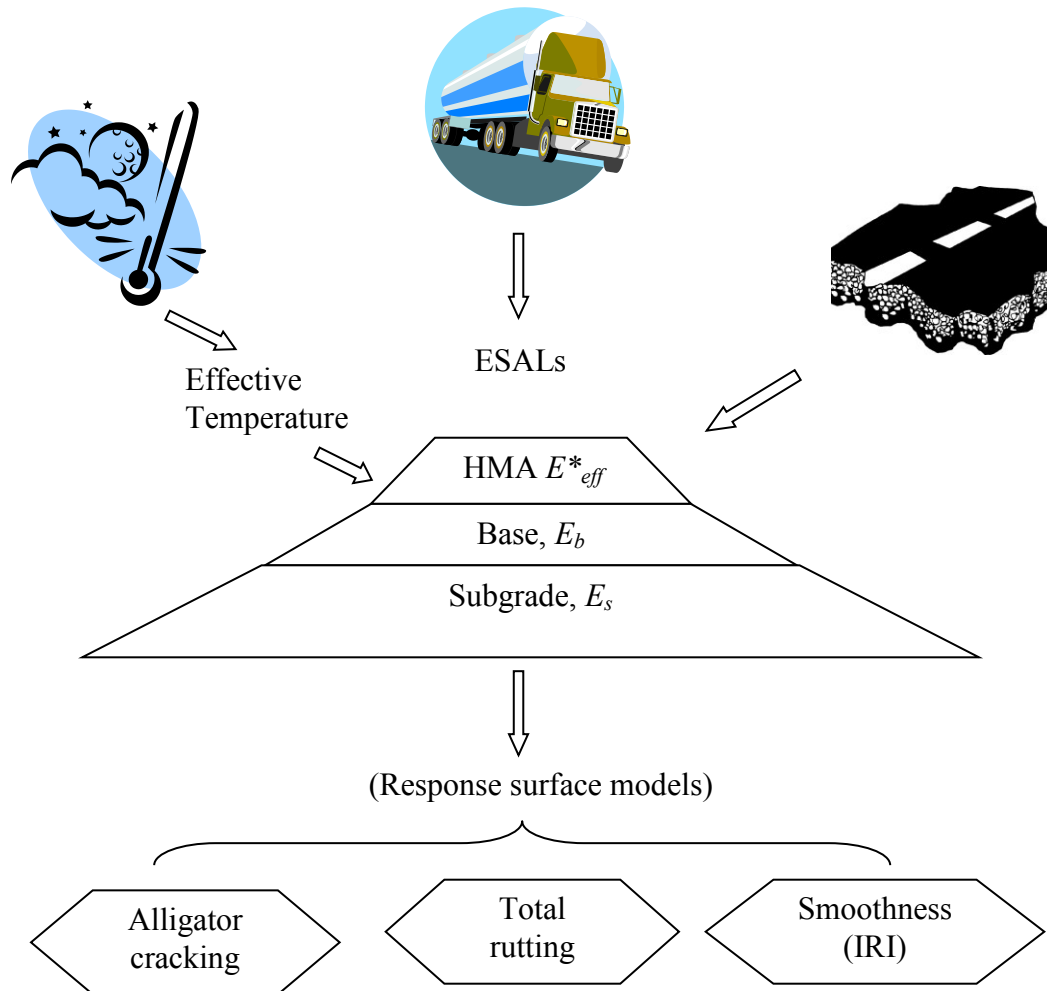 ESALs
Effective
Temperature
HMA E*eff
Base, Eb
Subgrade, Es
(Response surface models)
Alligator
cracking
Total
rutting
Smoothness
(IRI)